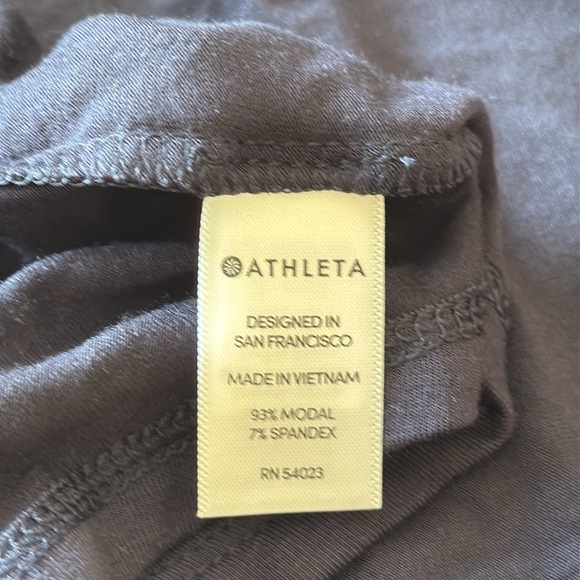 ATHLETA
DESIGNED IN
SAN FRANCISCO
MADE IN VIETNAM
93% MODAL
7% SPANDEX
RN 54023